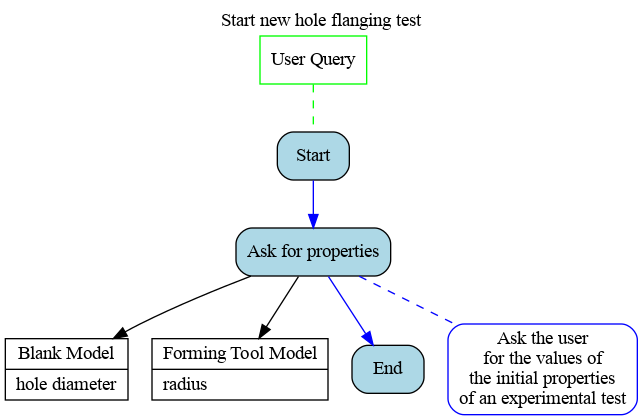 Start new hole flanging test
User Query
Start
Ask for properties
Blank Model
hole diameter
Forming Tool Model
radius
End
Ask the user
for the values of
the initial properties
of an experimental test